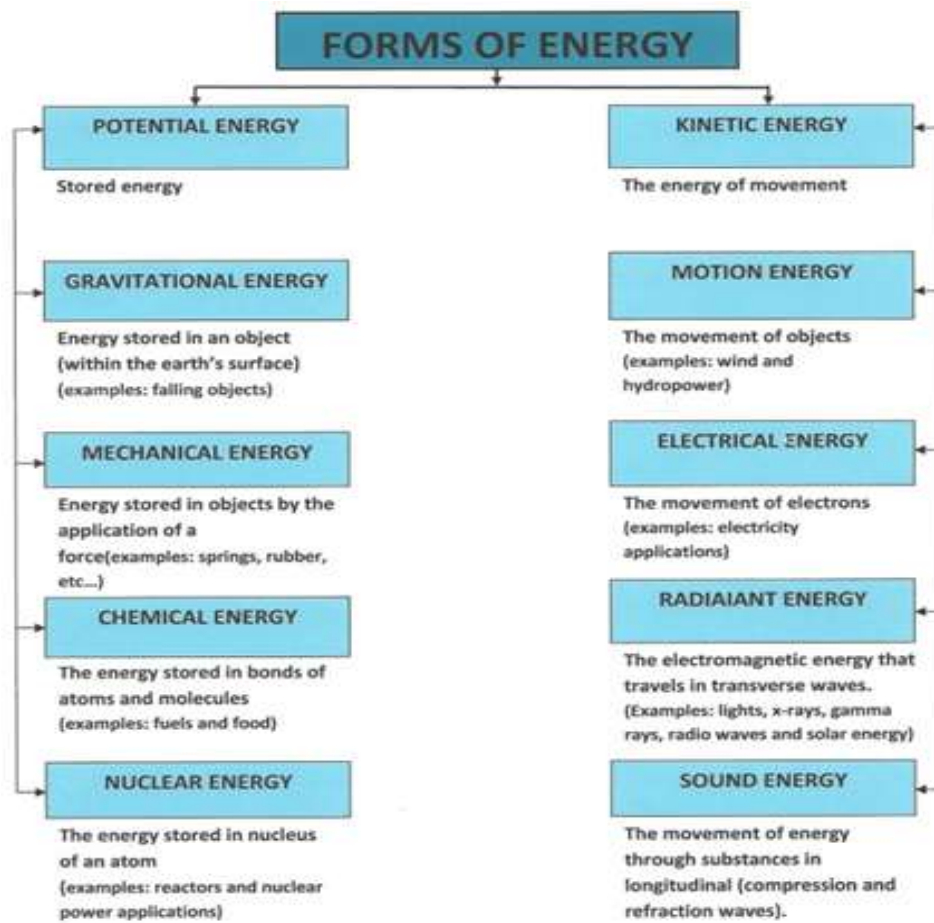 FORMS OF ENERGY
POTENTIAL ENERGY
Stored energy
GRAVITATIONAL ENERGY
Energy stored in an object
(within the earth's surface)
(examples: falling objects)
MECHANICAL ENERGY
Energy stored in objects by the
application of a
force(examples: springs, rubber,
etc...)
CHEMICAL ENERGY
The energy stored in bonds of
atoms and molecules
(examples: fuels and food)
NUCLEAR ENERGY
The energy stored in nucleus
of an atom
(examples: reactors and nuclear
power applications)
KINETIC ENERGY
The energy of movement
MOTION ENERGY
The movement of objects
(examples: wind and
hydropower)
ELECTRICAL ENERGY
The movement of electrons
(examples: electricity
applications)
RADIAIANT ENERGY
The electromagnetic energy that
travels in transverse waves.
(Examples: lights, x-rays, gamma
rays, radio waves and solar energy)
SOUND ENERGY
The movement of energy
through substances in
longitudinal (compression and
refraction waves).